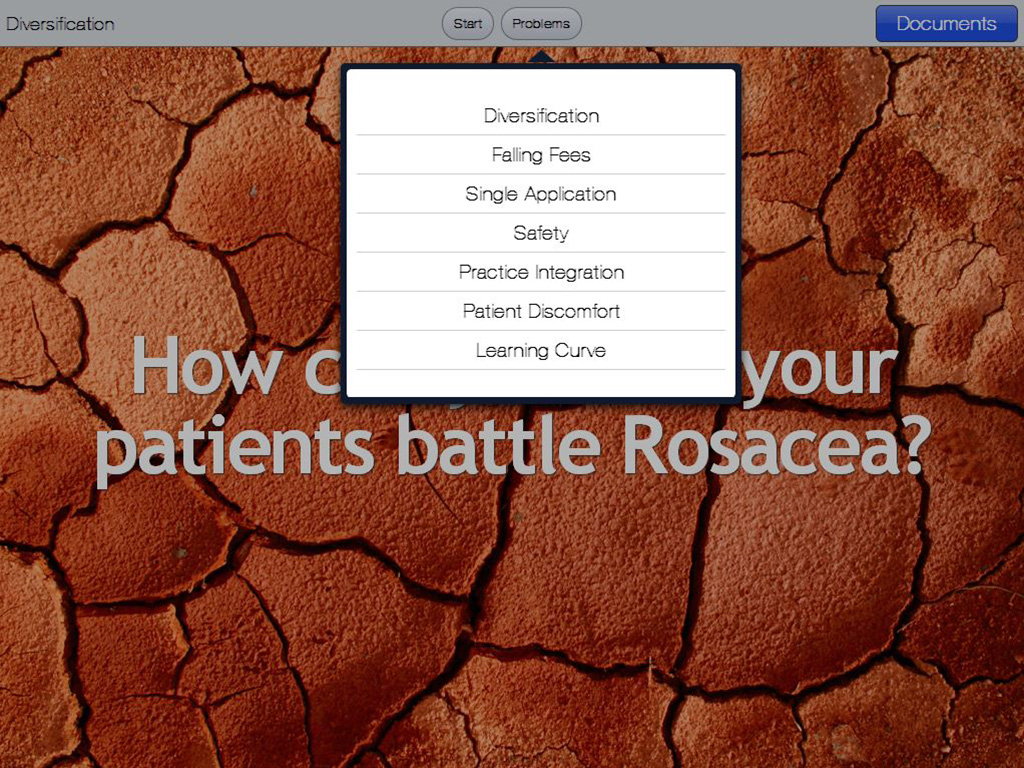 Diversification
Start
Problems
Documents
Diversification
Falling Fees
Single Application
Safety
Practice Integration
Patient Discomfort
Learning Curve
How your
patients battle Rosacea?